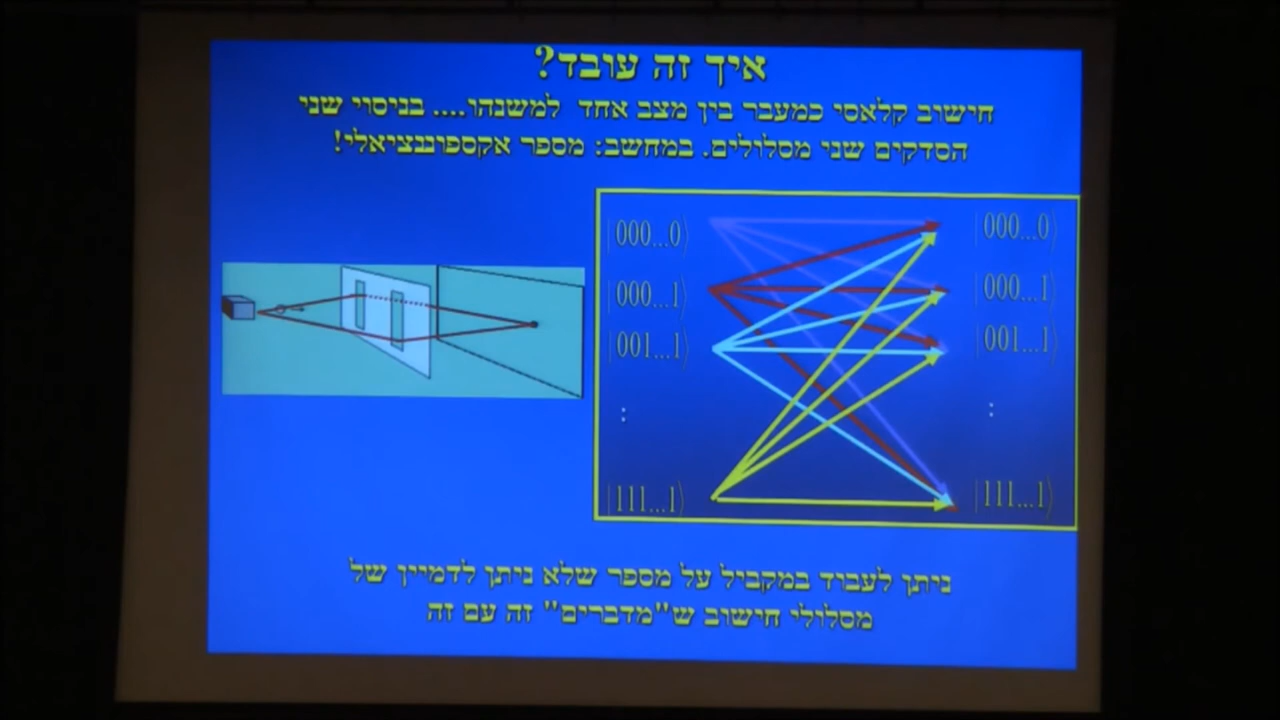 איך זה עובד?
חישוב קלאסי כמעבר בין מצב אחד למשנהו.... בניסוי שני
הסדקים שני מסלולים. במחשב: מספר אקספוננציאלי!
|000...0⟩
|000...1⟩
|001...1⟩
:
|111...1⟩
|000...0⟩
|000...1⟩
|001...1⟩
:
|111...1⟩
ניתן לעבוד במקביל על מספר שלא ניתן לדמיין של
מסלולי חישוב ש"מדברים" זה עם זה